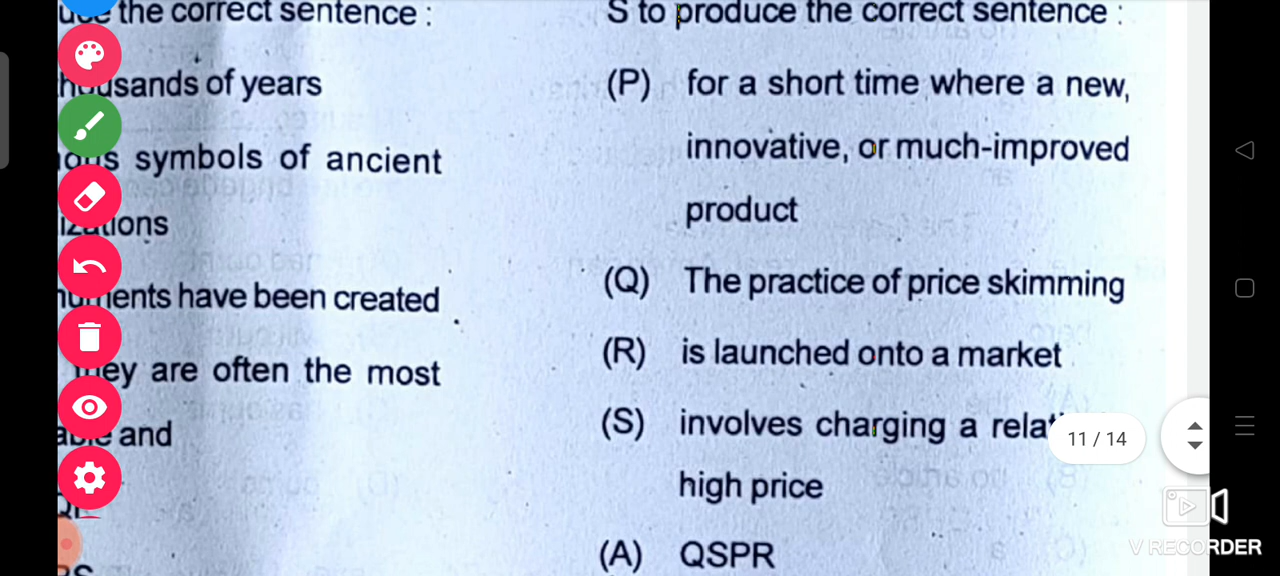 the correct sentence :
thousands of years
symbols of ancient
have been created
they are often the most
and
S to produce the correct sentence :
(P) for a short time where a new,
innovative, or much-improved
product
(Q) The practice of price skimming
(R) is launched onto a market
(S) involves charging a
high price
(A) QSPR
11 / 14
V RECORDER